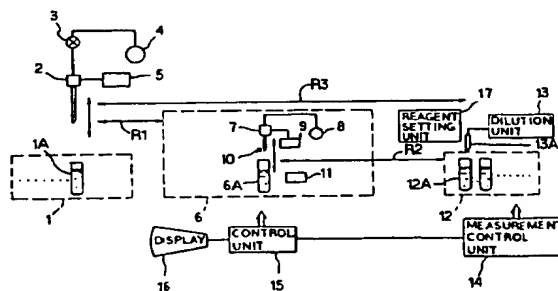 3
4
2
5
R3
17
13
REAGENT
SETTING
UNIT
DILUTION
UNIT
1A
R1
7
9
8
10
R2
13A
6A
11
12A
1
6
12
DISPLAY
CONTROL
UNIT
MEASUREMENT
CONTROL
UNIT
16
15
14